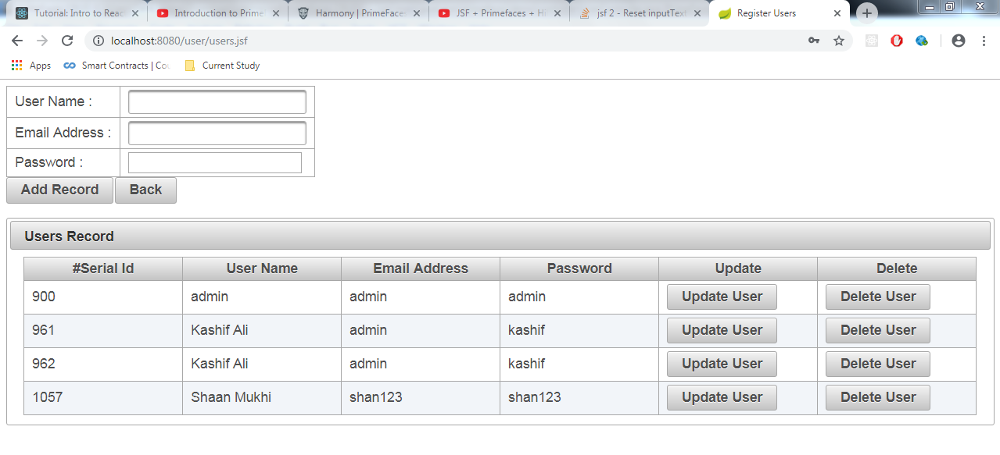 Tutorial: Intro to Reac
Introduction to Prime
Harmony | PrimeFaces
JSF + Primefaces + Hi
jsf 2 - Reset inputText
Register Users
localhost:8080/user/users.jsf
Apps
Smart Contracts | Cou
Current Study
User Name :
Email Address :
Password :
Add Record Back
Users Record
#Serial Id User Name Email Address Password Update Delete
900 admin admin admin Update User Delete User
961 Kashif Ali admin kashif Update User Delete User
962 Kashif Ali admin kashif Update User Delete User
1057 Shaan Mukhi shan123 shan123 Update User Delete User